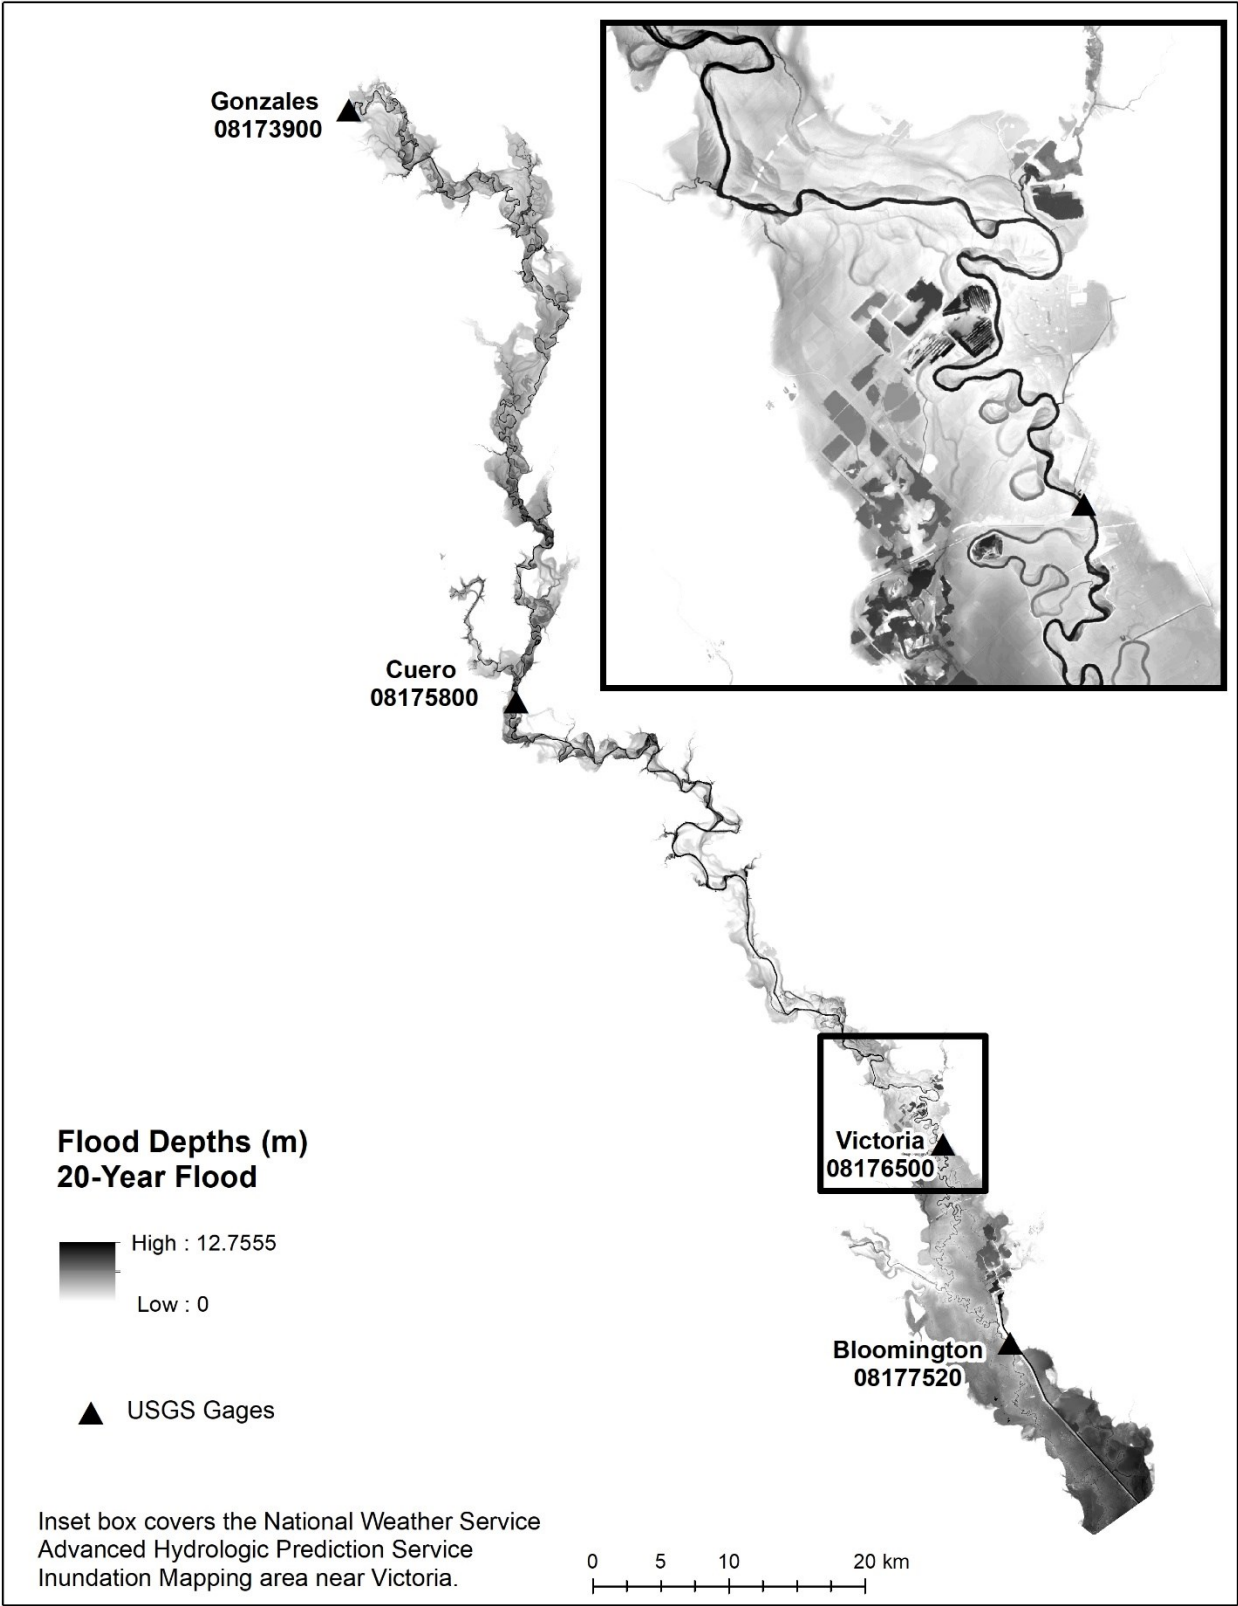 Gonzales
08173900
Cuero
08175800
Victoria
08176500
Bloomington
08177520
Flood Depths (m)
20-Year Flood
High : 12.7555
Low : 0
USGS Gages
Inset box covers the National Weather Service
Advanced Hydrologic Prediction Service
Inundation Mapping area near Victoria.
0 5 10 20 km